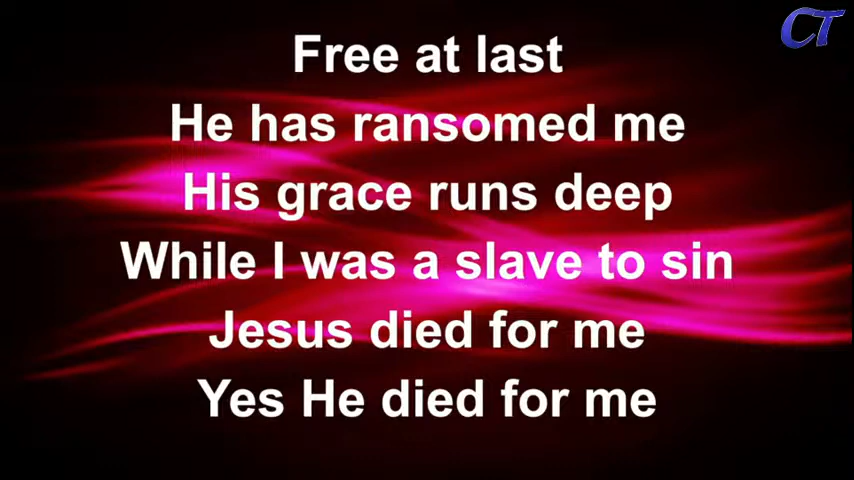 CT
Free at last
He has ransomed me
His grace runs deep
While I was a slave to sin
Jesus died for me
Yes He died for me